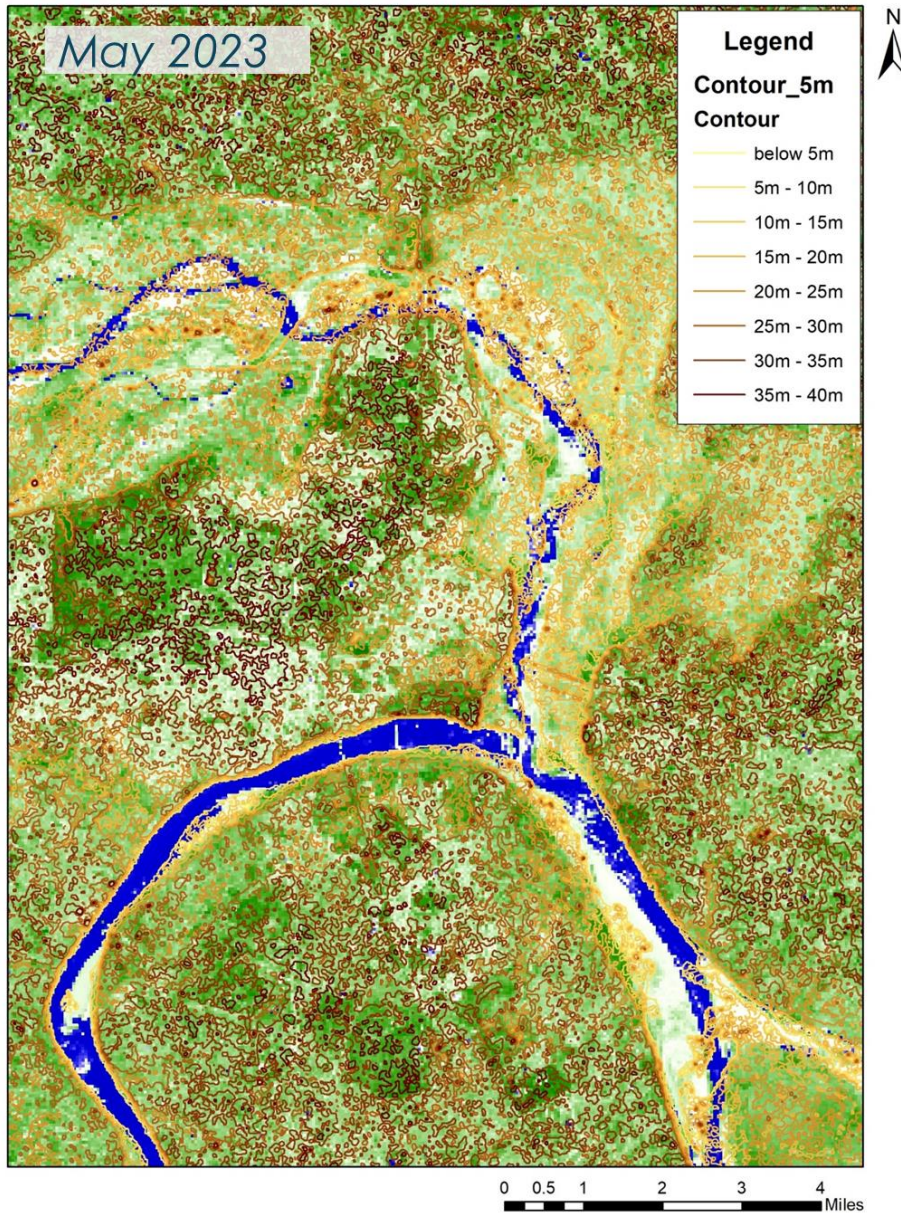 May 2023
N
Legend
Contour_5m
Contour
below 5m
5m - 10m
10m - 15m
15m - 20m
20m - 25m
25m - 30m
30m - 35m
35m - 40m
0 0.5 1 2 3 4
Miles